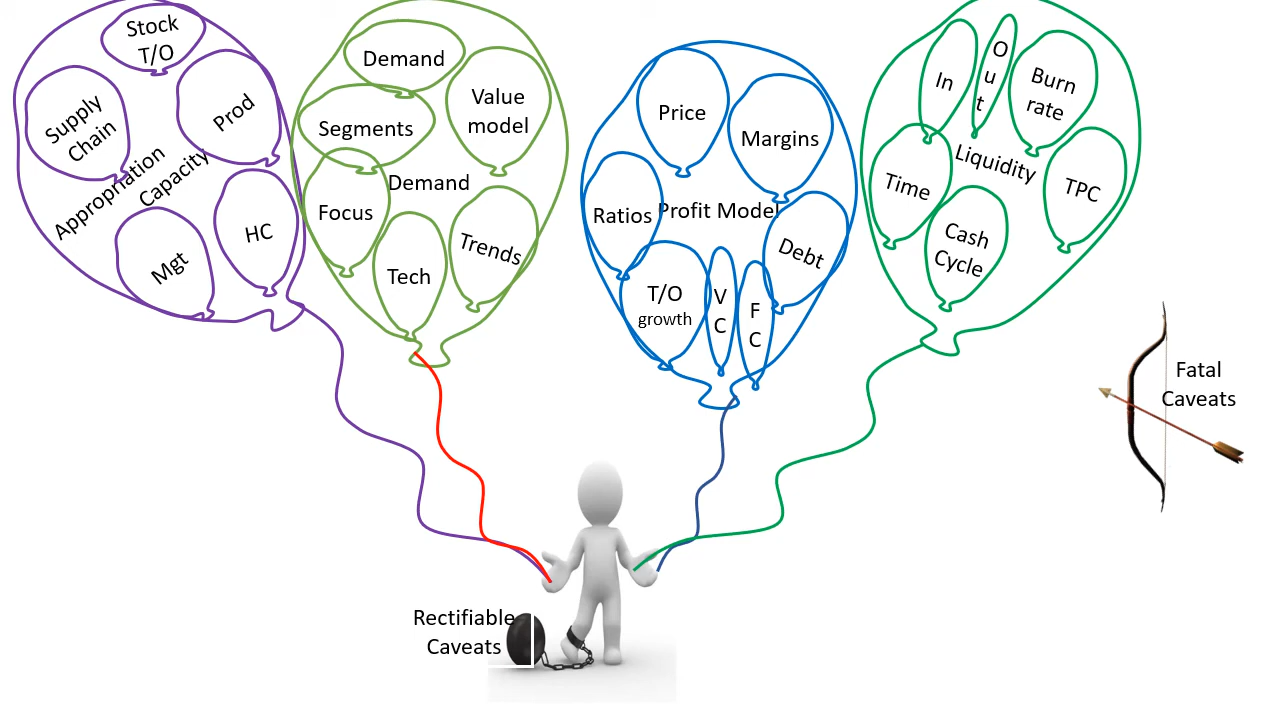 Stock
T/O
Supply
Chain
Prod
Appropriation
Capacity
Mgt
HC
Demand
Segments
Value
model
Demand
Focus
Tech
Trends
Price
Margins
Ratios
Profit Model
Debt
T/O
growth
V
C
F
C
In
O
u
t
Burn
rate
Liquidity
Time
TPC
Cash
Cycle
Fatal
Caveats
Rectifiable
Caveats